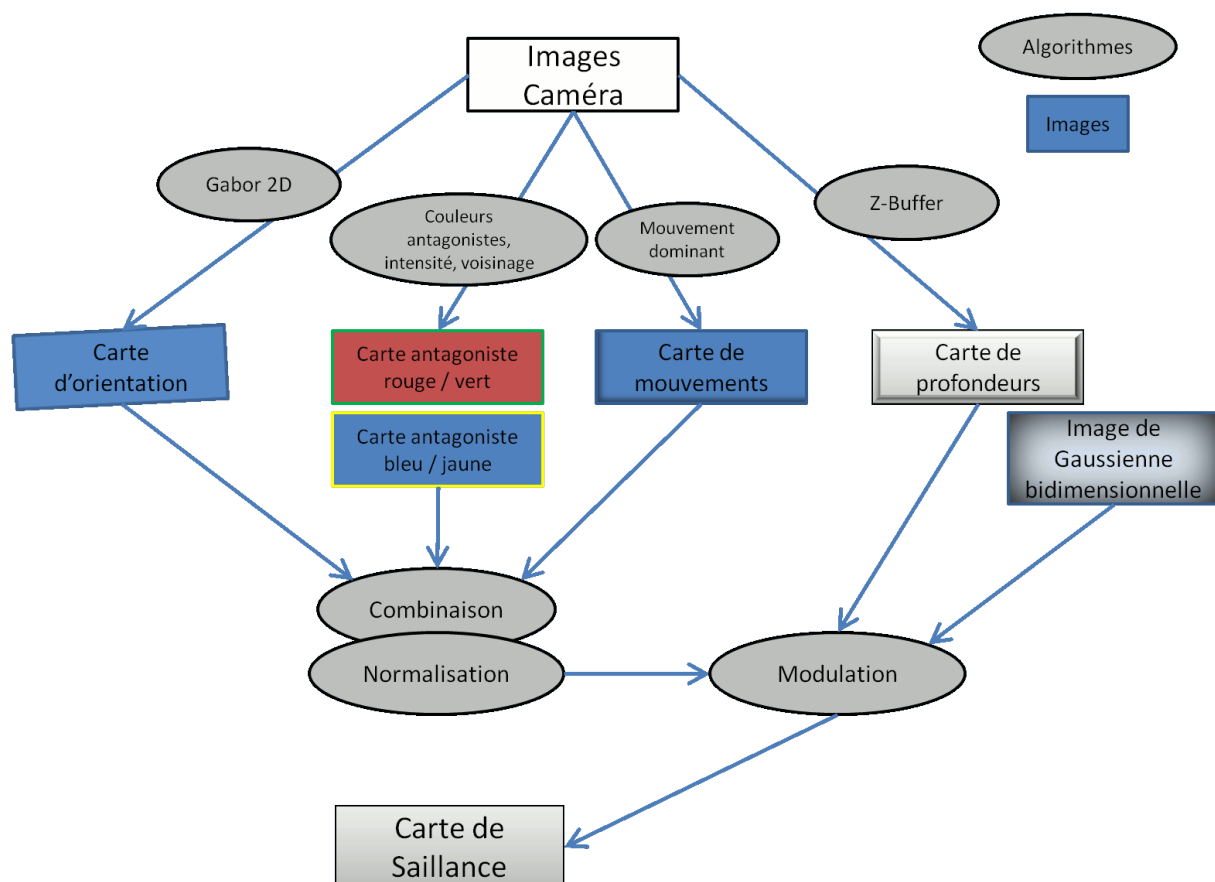 Images
Caméra
Algorithmes
Images
Gabor 2D
Couleurs
antagonistes,
intensité, voisinage
Mouvement
dominant
Z-Buffer
Carte
d'orientation
Carte antagoniste
rouge / vert
Carte de
mouvements
Carte de
profondeurs
Carte antagoniste
bleu / jaune
Image de
Gaussienne
bidimensionnelle
Combinaison
Normalisation
Modulation
Carte de
Saillance